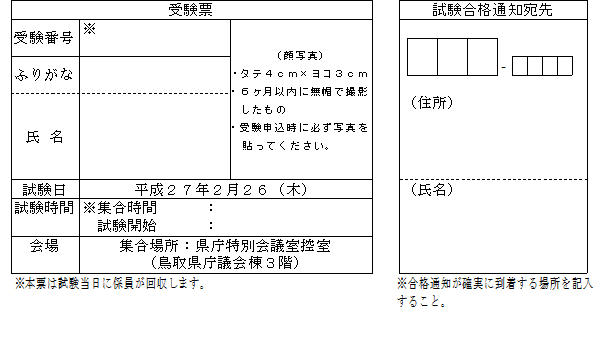 受験票
受験番号
※
ふりがな
氏 名
（顔写真）
・タテ４ｃｍ×ヨコ３ｃｍ
・６ヶ月以内に無帽で撮影
したもの
・受験申込時に必ず写真を
貼ってください。
試験日
平成２７年２月２６（木）
試験時間
※集合時間　　　：
試験開始　　　：
会場
集合場所：県庁特別会議室控室
（鳥取県庁議会棟３階）
※本票は試験当日に係員が回収します。
試験合格通知宛先
-
（住所）
（氏名）
※合格通知が確実に到着する場所を記入
すること。